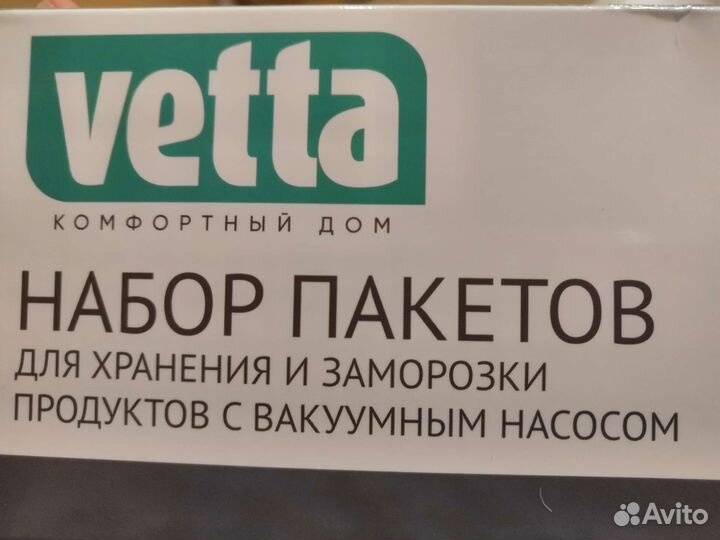 vetta
КОМФОРТНЫЙ ДОМ
НАБОР ПАКЕТОВ
ДЛЯ ХРАНЕНИЯ И ЗАМОРОЗКИ
ПРОДУКТОВ С ВАКУУМНЫМ НАСОСОМ
Avito